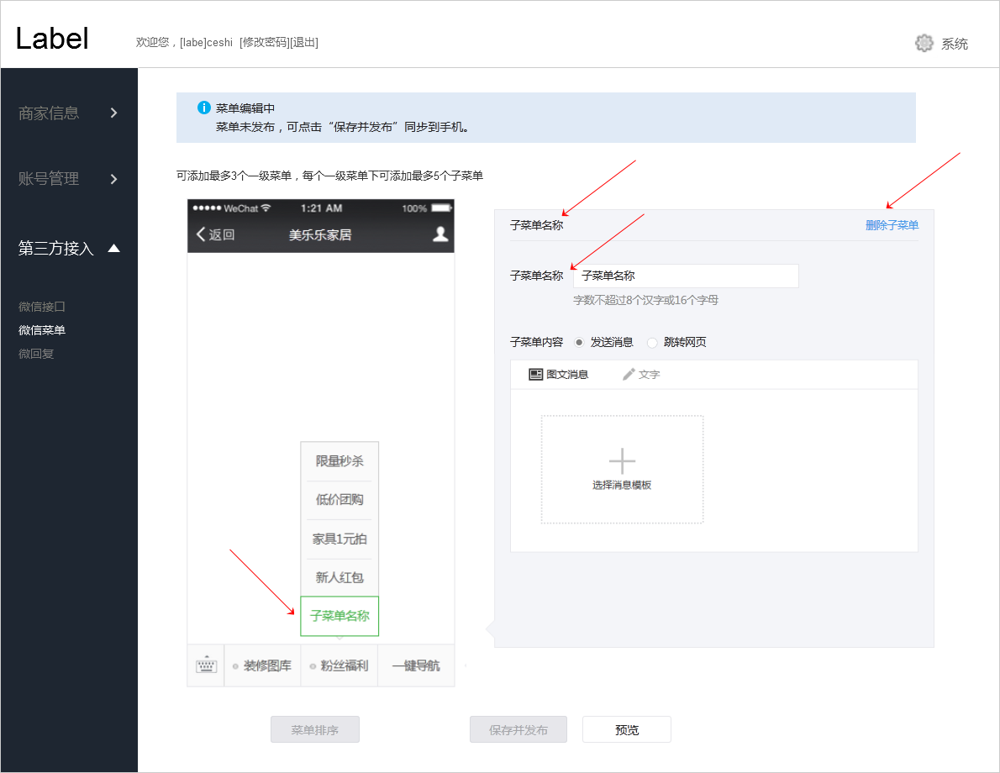 Label
欢迎您，[labe]ceshi [修改密码][退出]
系统
商家信息
账号管理
第三方接入
微信接口
微信菜单
微回复
菜单编辑中
菜单未发布，可点击“保存并发布”同步到手机。
可添加最多3个一级菜单，每个一级菜单下可添加最多5个子菜单
WeChat 1:21 AM 100%
返回 美乐乐家居
限量秒杀
低价团购
家具1元拍
新人红包
子菜单名称
装修图库 粉丝福利 一键导航
子菜单名称 删除子菜单
子菜单名称 子菜单名称
字数不超过8个汉字或16个字母
子菜单内容 发送消息 跳转网页
图文消息 文字
选择消息模板
菜单排序 保存并发布 预览